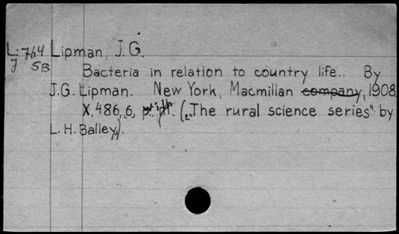 L.764 Lipman, J.G.
J 5B
Bacteria in relation to country life. By
J.G. Lipman. New York, Macmillan company, 1908
X, 486, 6, ("The rural science series" by
L.H. Bailey).